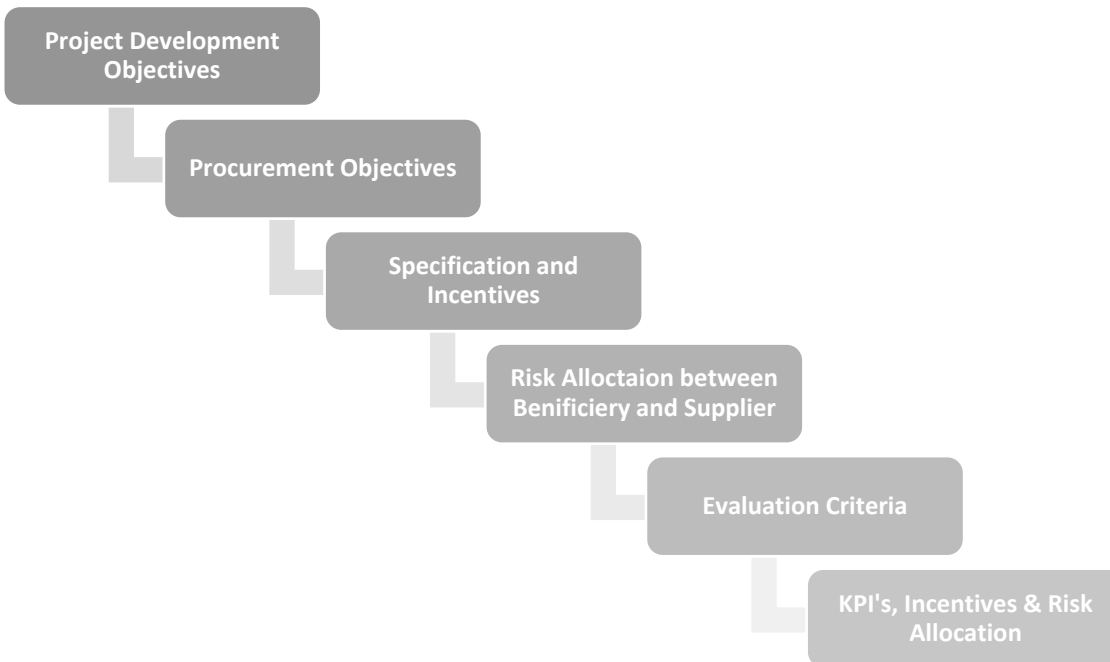 Project Development
Objectives
Procurement Objectives
Specification and
Incentives
Risk Alloctaion between
Benificiery and Supplier
Evaluation Criteria
KPI's, Incentives & Risk
Allocation